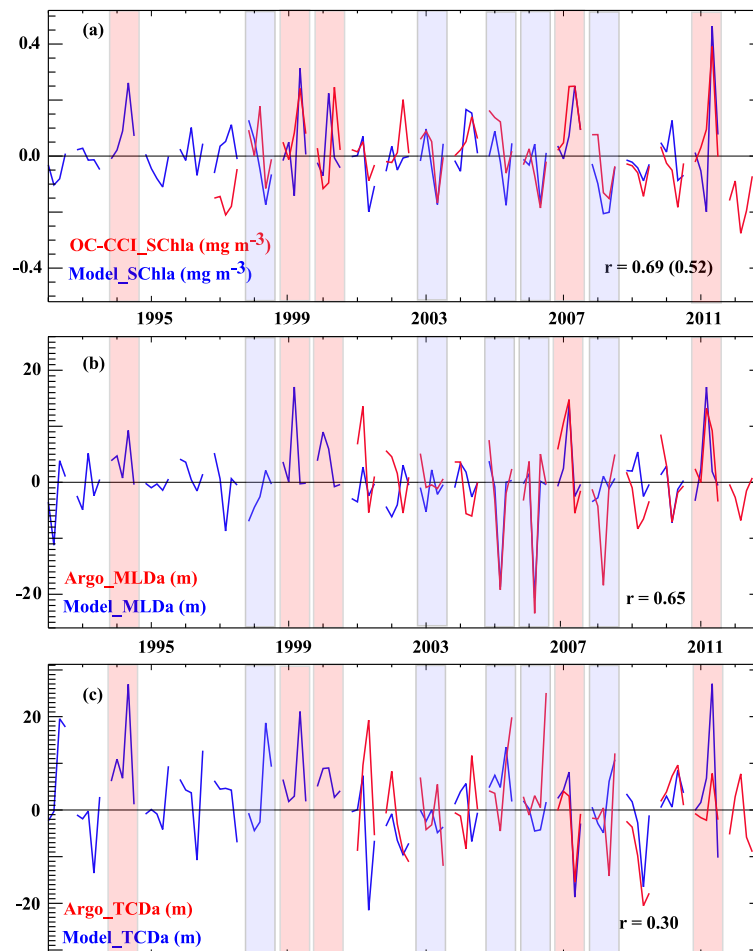 (a)
0.4
0.0
-0.4
OC-CCI_SChla (mg m-3)
Model_SChla (mg m-3)
r = 0.69 (0.52)
1995 1999 2003 2007 2011
(b)
20
0
-20
Argo_MLDa (m)
Model_MLDa (m)
r = 0.65
1995 1999 2003 2007 2011
(c)
20
0
-20
Argo_TCDa (m)
Model_TCDa (m)
r = 0.30